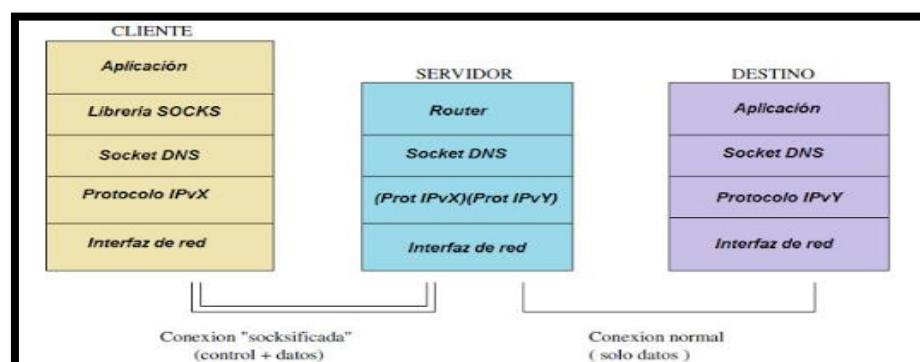 CLIENTE
Aplicación
Librería SOCKS
Socket DNS
Protocolo IPvX
Interfaz de red
SERVIDOR
Router
Socket DNS
(Prot IPvX)(Prot IPvY)
Interfaz de red
DESTINO
Aplicación
Socket DNS
Protocolo IPvY
Interfaz de red
Conexion "socksificada"
(control + datos)
Conexion normal
( solo datos )